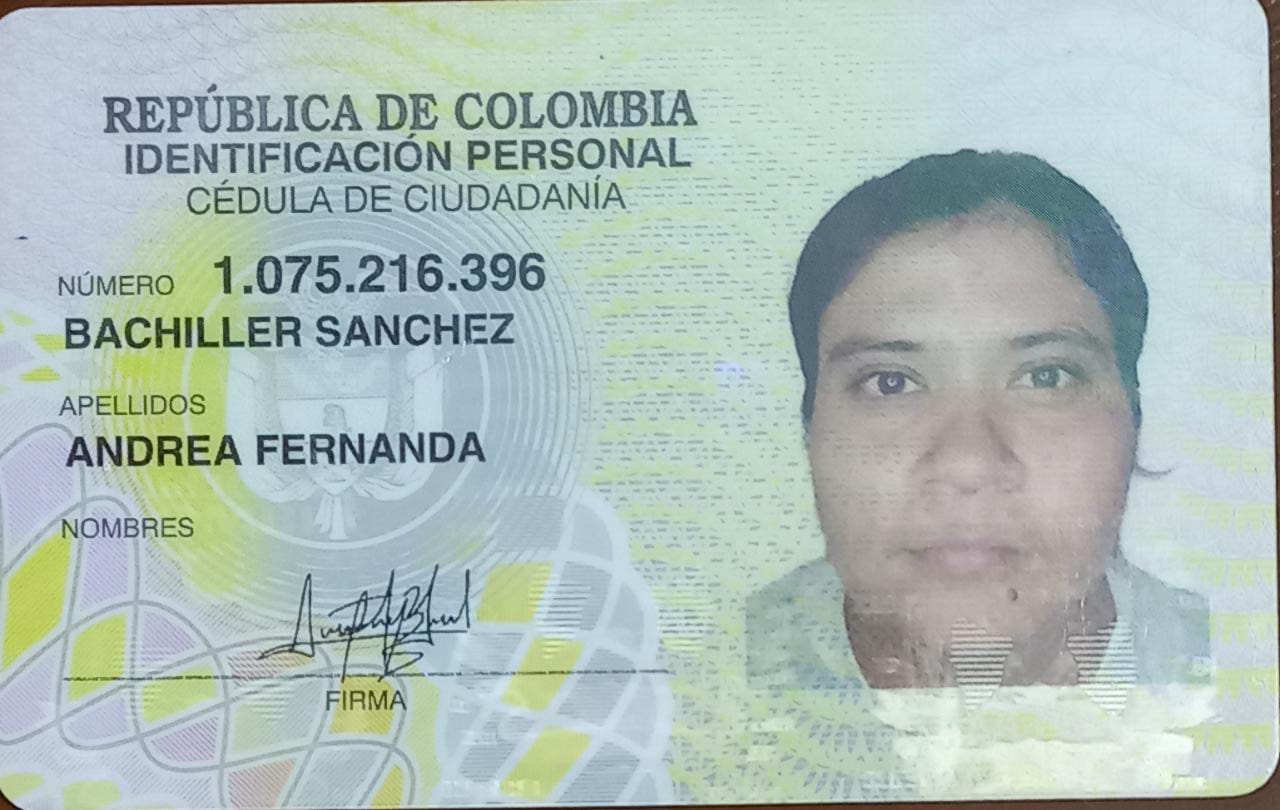 REPÚBLICA DE COLOMBIA
IDENTIFICACIÓN PERSONAL
CÉDULA DE CIUDADANÍA
NÚMERO 1.075.216.396
BACHILLER SANCHEZ
APELLIDOS
ANDREA FERNANDA
NOMBRES
FIRMA